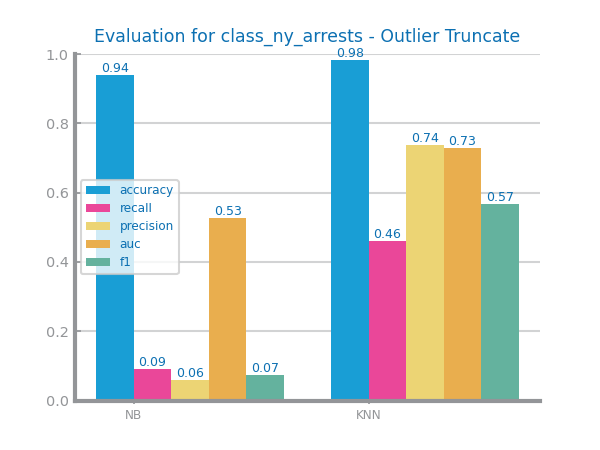 Evaluation for class_ny_arrests - Outlier Truncate
1.0
0.8
0.6
0.4
0.2
0.0
0.94
0.09
0.06
0.53
0.07
0.98
0.46
0.74
0.73
0.57
accuracy
recall
precision
auc
f1
NB
KNN